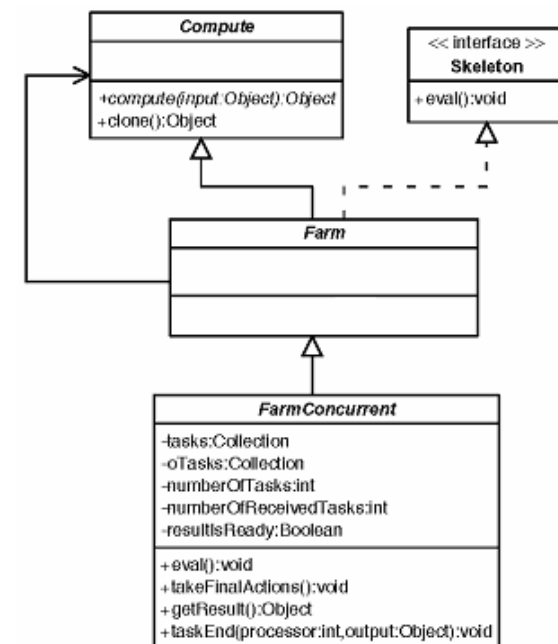 Compute
+compute(input:Object):Object
+clone():Object
<< interface >>
Skeleton
+eval():void
Farm
FarmConcurrent
-tasks:Collection
-oTasks:Collection
-numberOfTasks:int
-numberOfReceivedTasks:int
-resultIsReady:Boolean
+eval():void
+takeFinalActions():void
+getResult():Object
+taskEnd(processor:int,output:Object):void